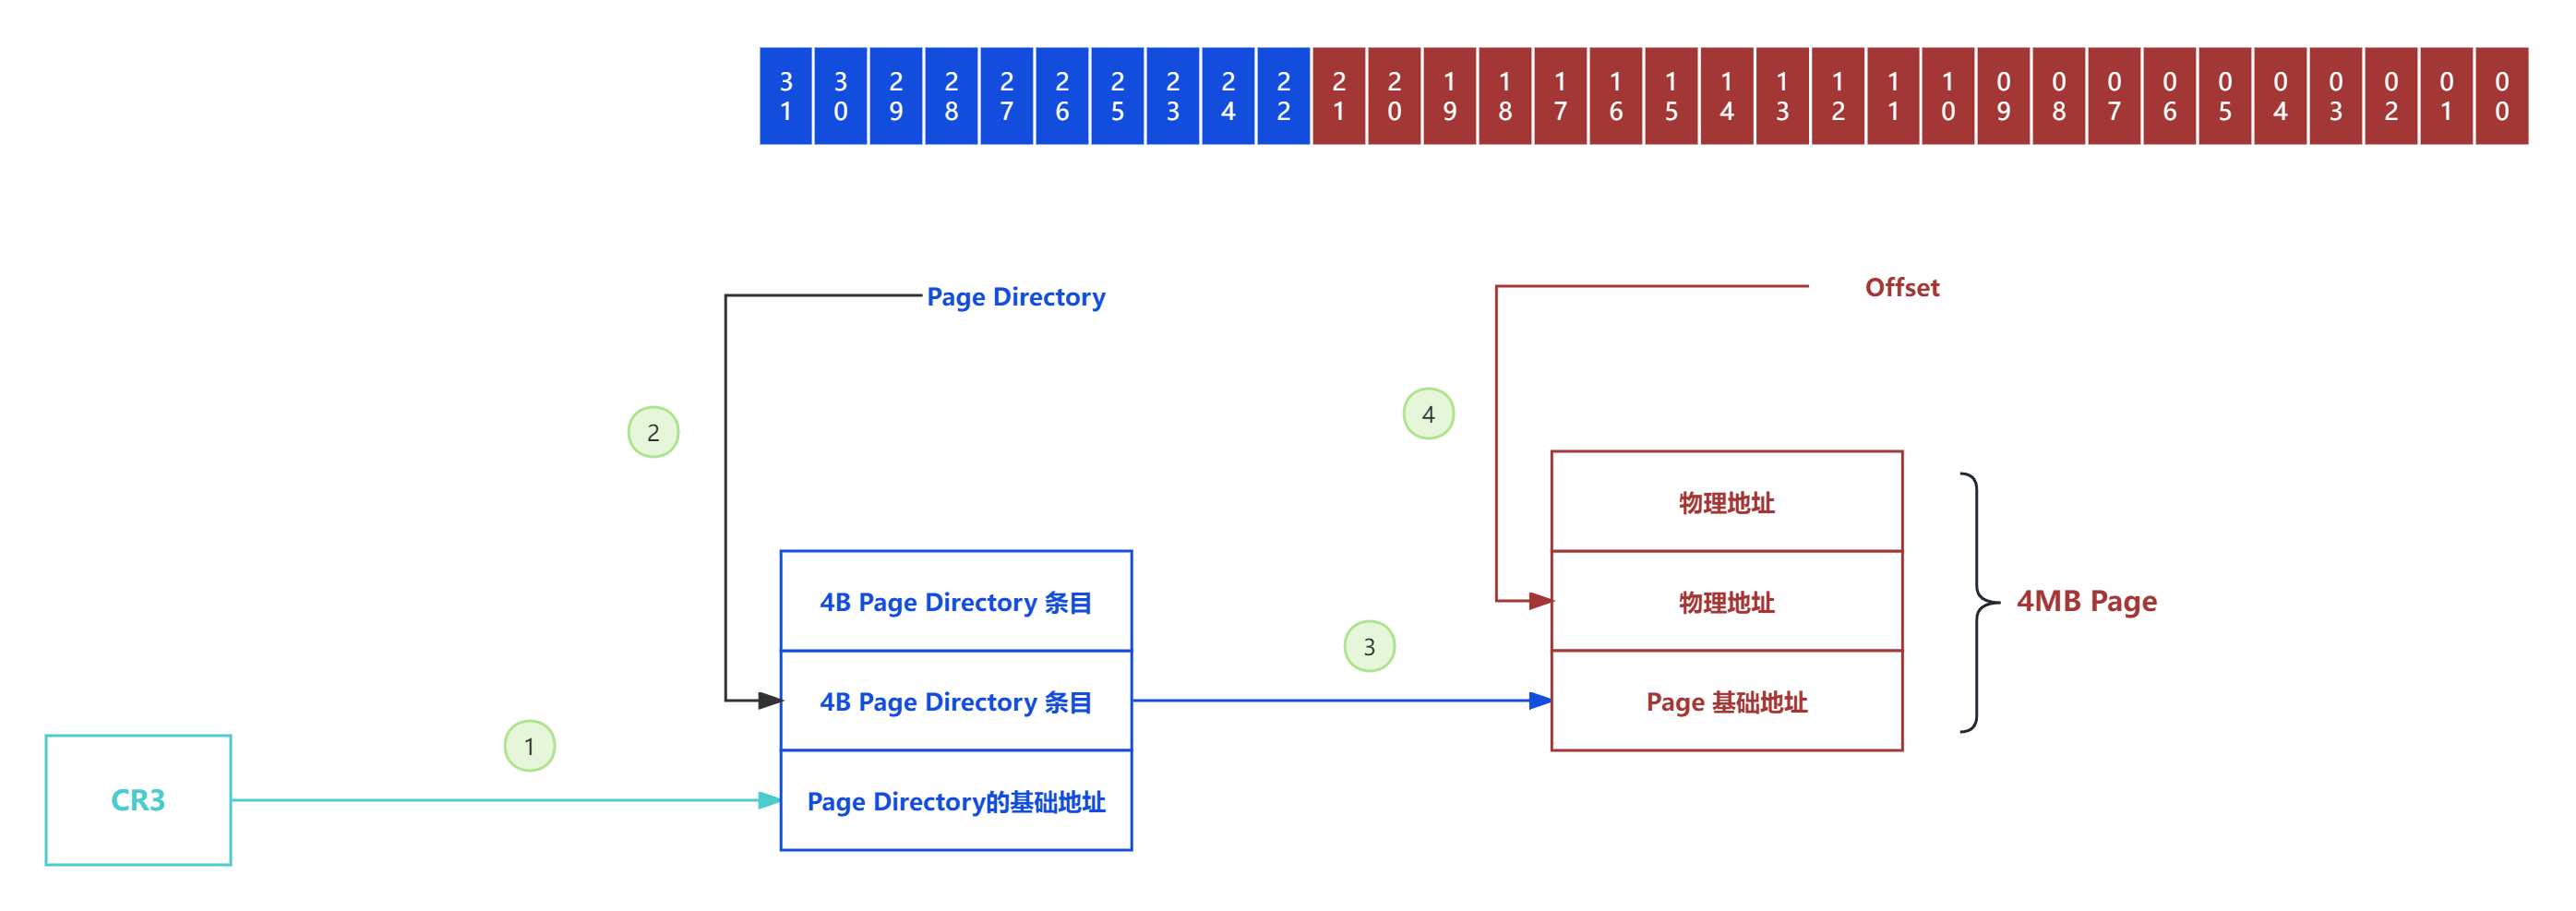 31 30 29 28 27 26 25 23 24 22 21 20 19 18 17 16 15 14 13 12 11 10 09 08 07 06 05 04 03 02 01 00
Page Directory
Offset
2
4
物理地址
4B Page Directory 条目
物理地址
4MB Page
3
4B Page Directory 条目
Page 基础地址
1
CR3
Page Directory的基础地址